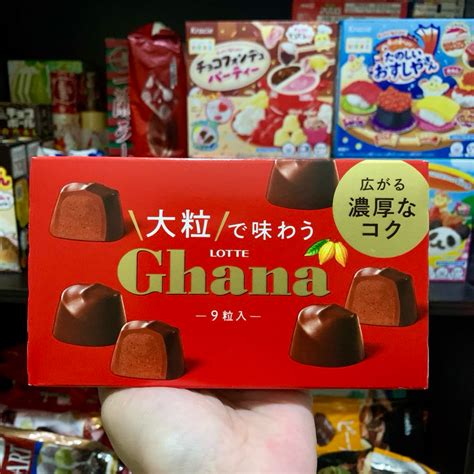 Kracie
チョコフォンデュ
パーティー
Kracie
たのしい
おすしやさん
大粒
で味わう
LOTTE
Ghana
9粒入
広がる
濃厚な
コク